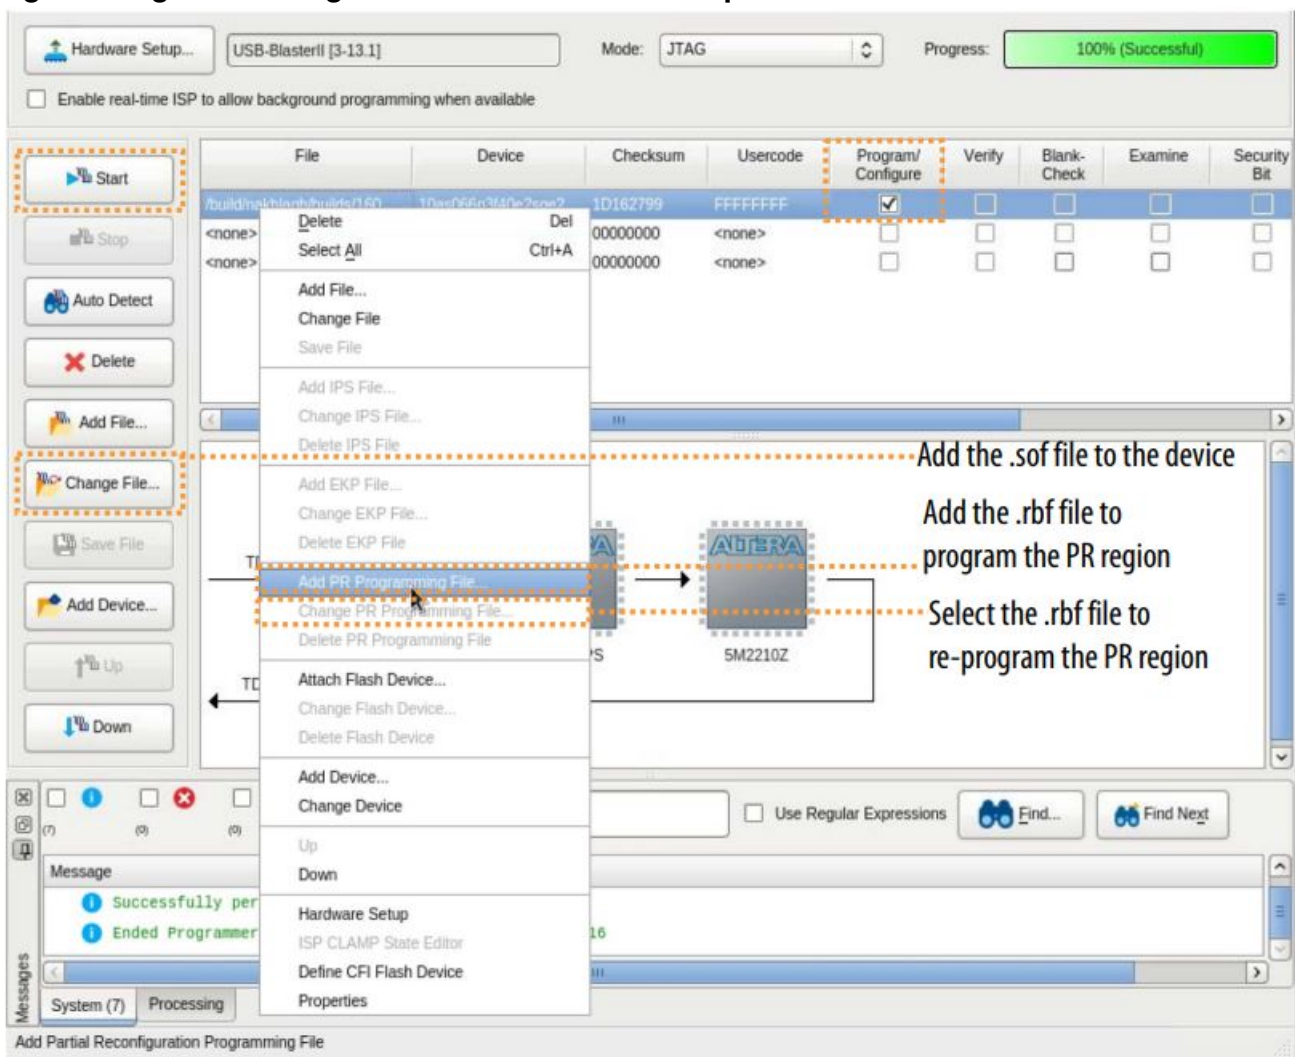 Hardware Setup... USB-BlasterII [3-13.1] Mode: JTAG Progress: 100% (Successful)
Enable real-time ISP to allow background programming when available
File Device Checksum Usercode Program/ Configure Verify Blank- Check Examine Security Bit
Start
/build/nakhlagh/builds/160 1D162799 FFFFFFFF
<none> 00000000 <none>
<none> 00000000 <none>
Stop
Auto Detect
Delete
Add File...
Change File...
Save File
Add Device...
Up
Down
Delete Del
Select All Ctrl+A
Add File...
Change File
Save File
Add IPS File...
Change IPS File...
Delete IPS File
Add EKP File...
Change EKP File...
Delete EKP File
Add PR Programming File...
Change PR Programming File...
Delete PR Programming File
Attach Flash Device...
Change Flash Device...
Delete Flash Device
Add Device...
Change Device
Up
Down
Hardware Setup
ISP CLAMP State Editor
Define CFI Flash Device
Properties
Add the .sof file to the device
Add the .rbf file to
program the PR region
Select the .rbf file to
re-program the PR region
ALTERA
5M2210Z
(7) (0) (0)
Use Regular Expressions Find... Find Next
Message
Successfully per
Ended Programmer 16
Messages
System (7) Processing
Add Partial Reconfiguration Programming File